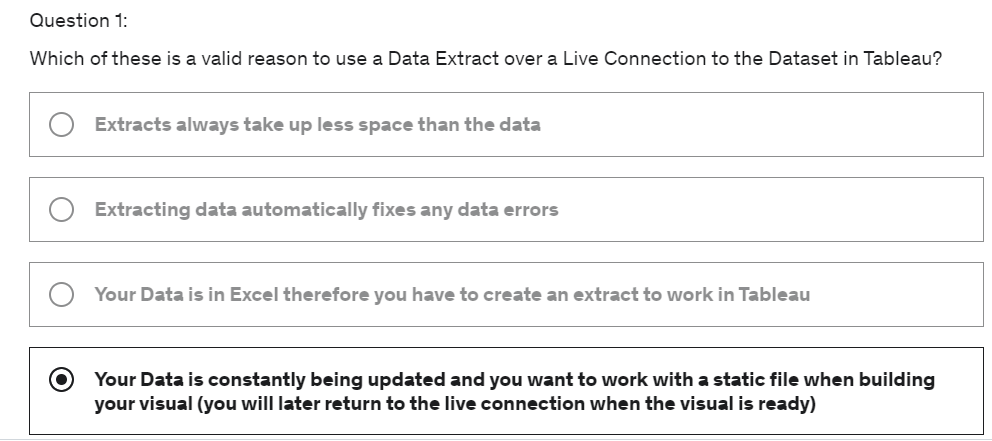 Question 1:
Which of these is a valid reason to use a Data Extract over a Live Connection to the Dataset in Tableau?
Extracts always take up less space than the data
Extracting data automatically fixes any data errors
Your Data is in Excel therefore you have to create an extract to work in Tableau
Your Data is constantly being updated and you want to work with a static file when building
your visual (you will later return to the live connection when the visual is ready)